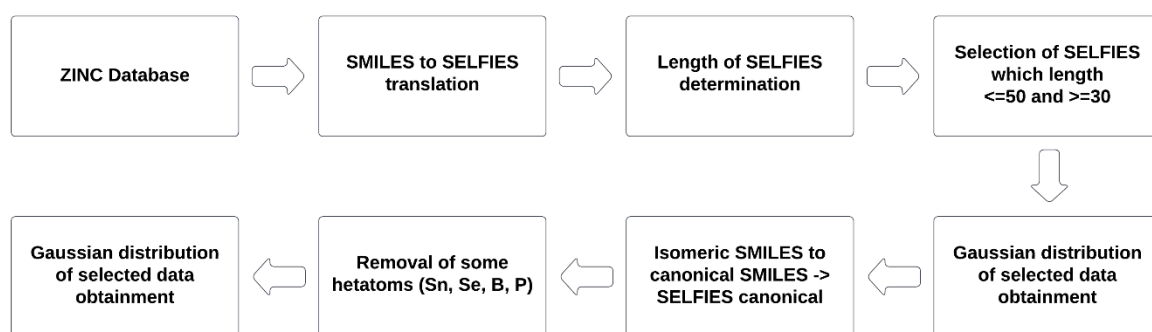 ZINC Database
SMILES to SELFIES
translation
Length of SELFIES
determination
Selection of SELFIES
which length
<=50 and >=30
Gaussian distribution
of selected data
obtainment
Isomeric SMILES to
canonical SMILES ->
SELFIES canonical
Removal of some
hetatoms (Sn, Se, B, P)
Gaussian distribution
of selected data
obtainment